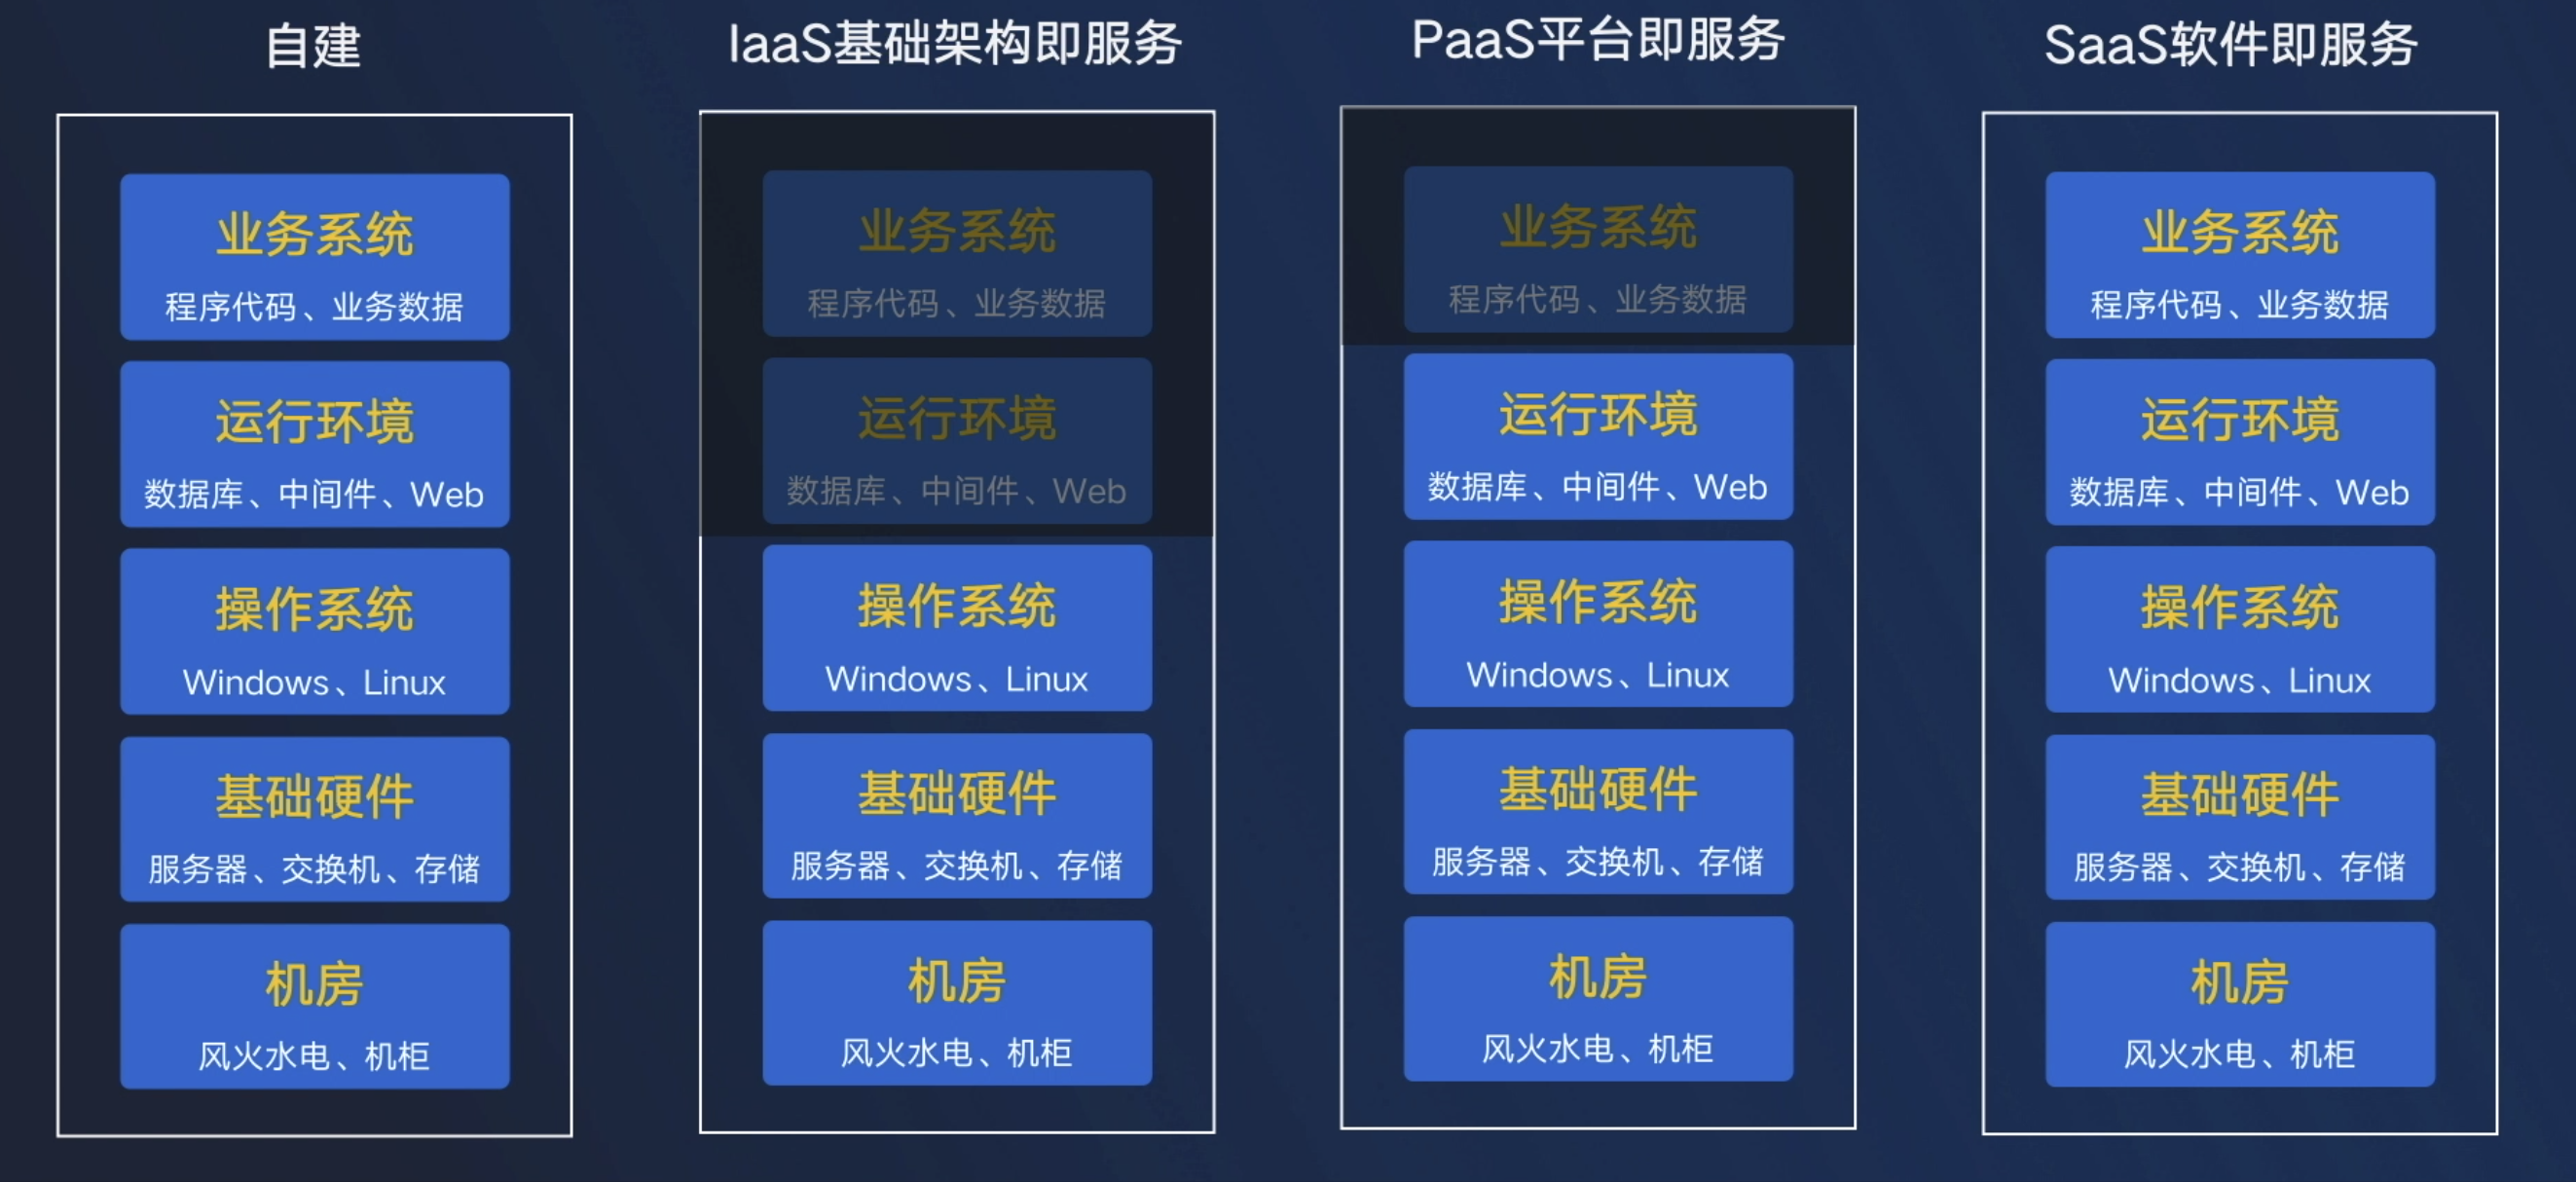 自建
业务系统
程序代码、业务数据
运行环境
数据库、中间件、Web
操作系统
Windows、Linux
基础硬件
服务器、交换机、存储
机房
风火水电、机柜
IaaS基础架构即服务
业务系统
程序代码、业务数据
运行环境
数据库、中间件、Web
操作系统
Windows、Linux
基础硬件
服务器、交换机、存储
机房
风火水电、机柜
PaaS平台即服务
业务系统
程序代码、业务数据
运行环境
数据库、中间件、Web
操作系统
Windows、Linux
基础硬件
服务器、交换机、存储
机房
风火水电、机柜
SaaS软件即服务
业务系统
程序代码、业务数据
运行环境
数据库、中间件、Web
操作系统
Windows、Linux
基础硬件
服务器、交换机、存储
机房
风火水电、机柜